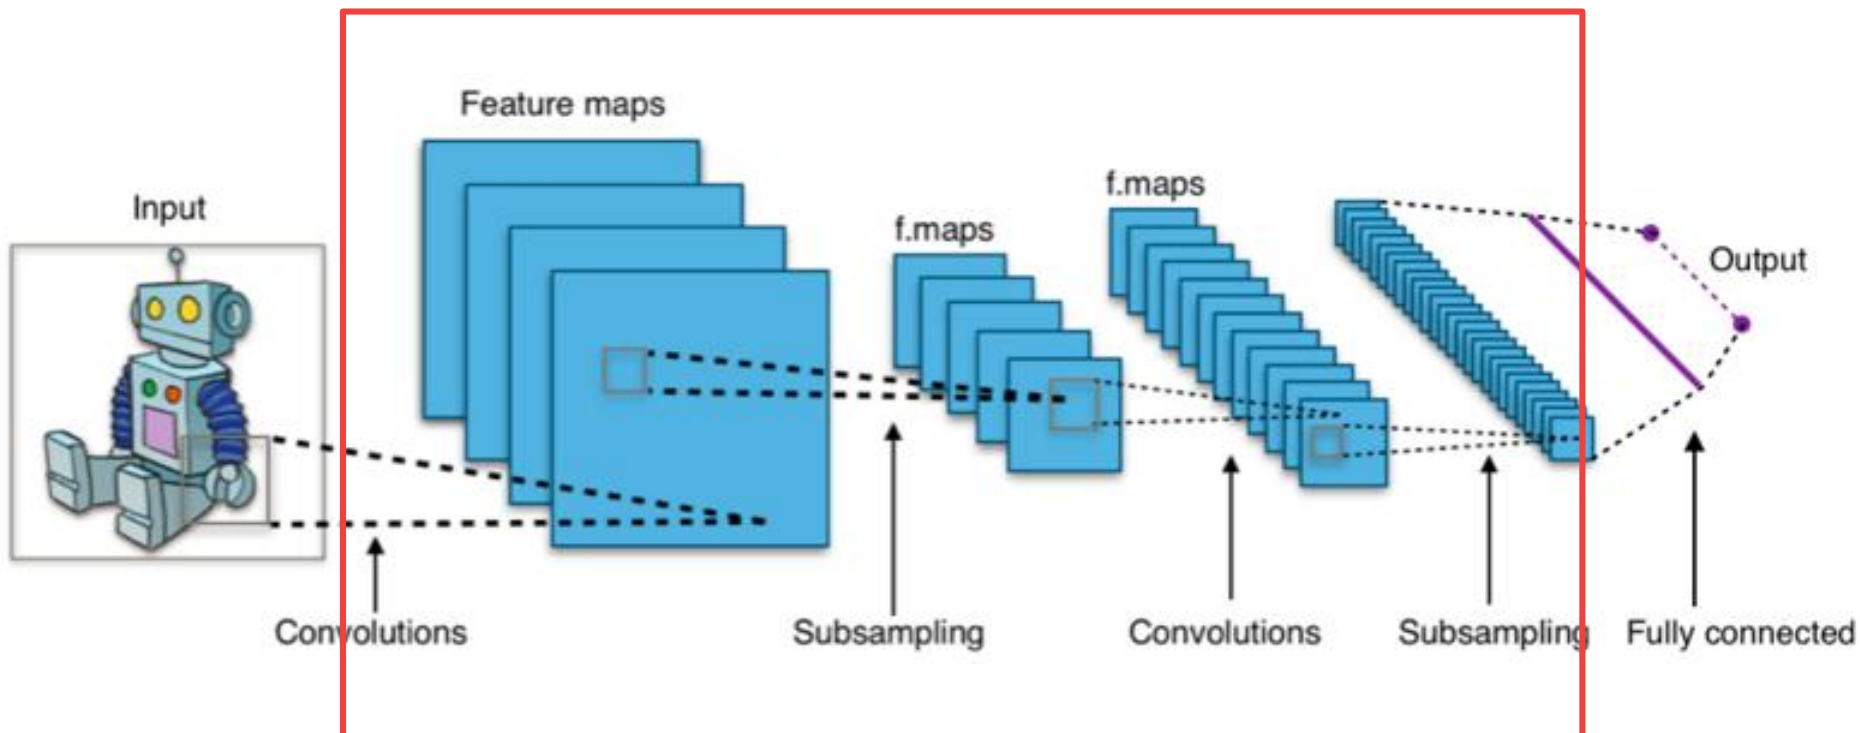 Feature maps
f.maps
Input
f.maps
Output
Convolutions
Subsampling
Convolutions
Subsampling
Fully connected